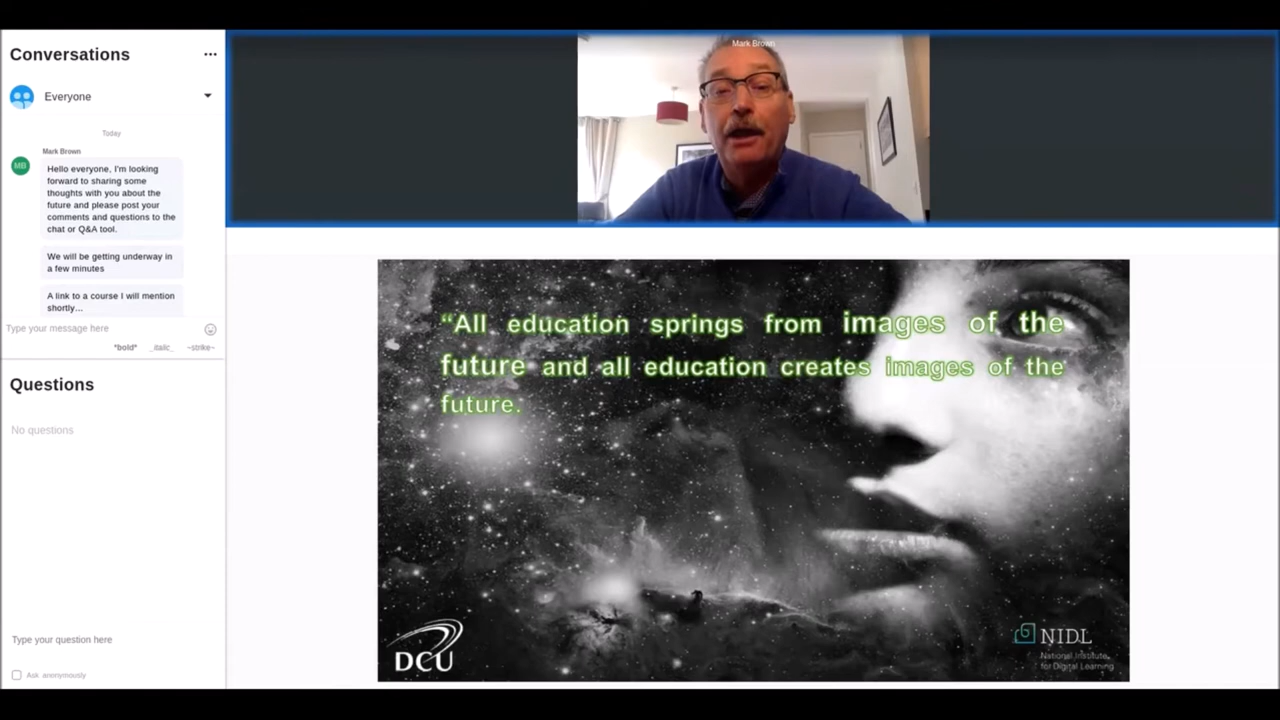 Conversations
Everyone
Today
Mark Brown
MB
Hello everyone, I'm looking
forward to sharing some
thoughts with you about the
future and please post your
comments and questions to the
chat or Q&A tool.
We will be getting underway in
a few minutes
A link to a course I will mention
shortly...
Type your message here
*bold* _italic_ ~strike~
Questions
No questions
Type your question here
Ask anonymously
Mark Brown
“All education springs from images of the
future and all education creates images of the
future.
DCU
NIDL
National Institute
for Digital Learning